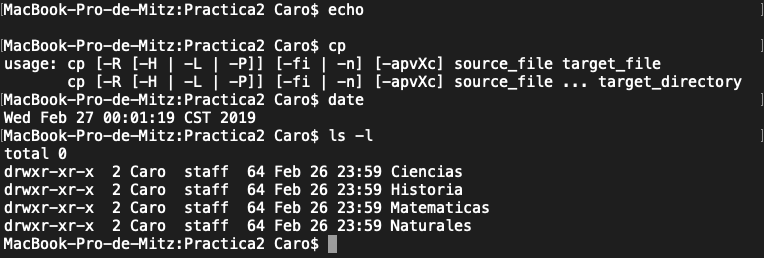 MacBook-Pro-de-Mitz:Practica2 Caro$ echo

MacBook-Pro-de-Mitz:Practica2 Caro$ cp
usage: cp [-R [-H | -L | -P]] [-fi | -n] [-apvXc] source_file target_file
       cp [-R [-H | -L | -P]] [-fi | -n] [-apvXc] source_file ... target_directory
MacBook-Pro-de-Mitz:Practica2 Caro$ date
Wed Feb 27 00:01:19 CST 2019
MacBook-Pro-de-Mitz:Practica2 Caro$ ls -l
total 0
drwxr-xr-x  2 Caro  staff  64 Feb 26 23:59 Ciencias
drwxr-xr-x  2 Caro  staff  64 Feb 26 23:59 Historia
drwxr-xr-x  2 Caro  staff  64 Feb 26 23:59 Matematicas
drwxr-xr-x  2 Caro  staff  64 Feb 26 23:59 Naturales
MacBook-Pro-de-Mitz:Practica2 Caro$